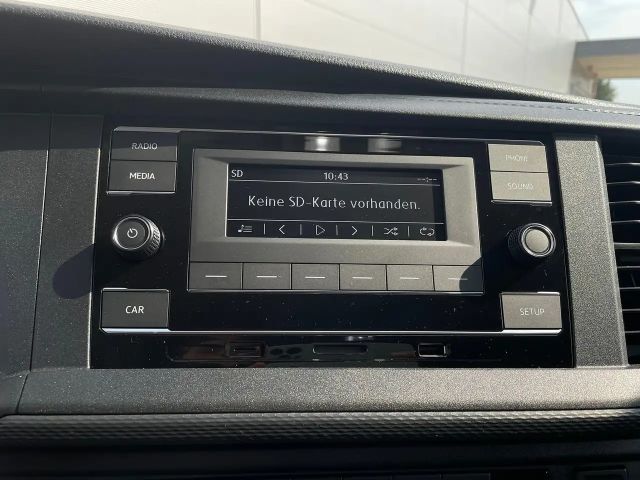 RADIO
MEDIA
SD 10:43
Keine SD-Karte vorhanden.
PHONE
SOUND
CAR
SETUP